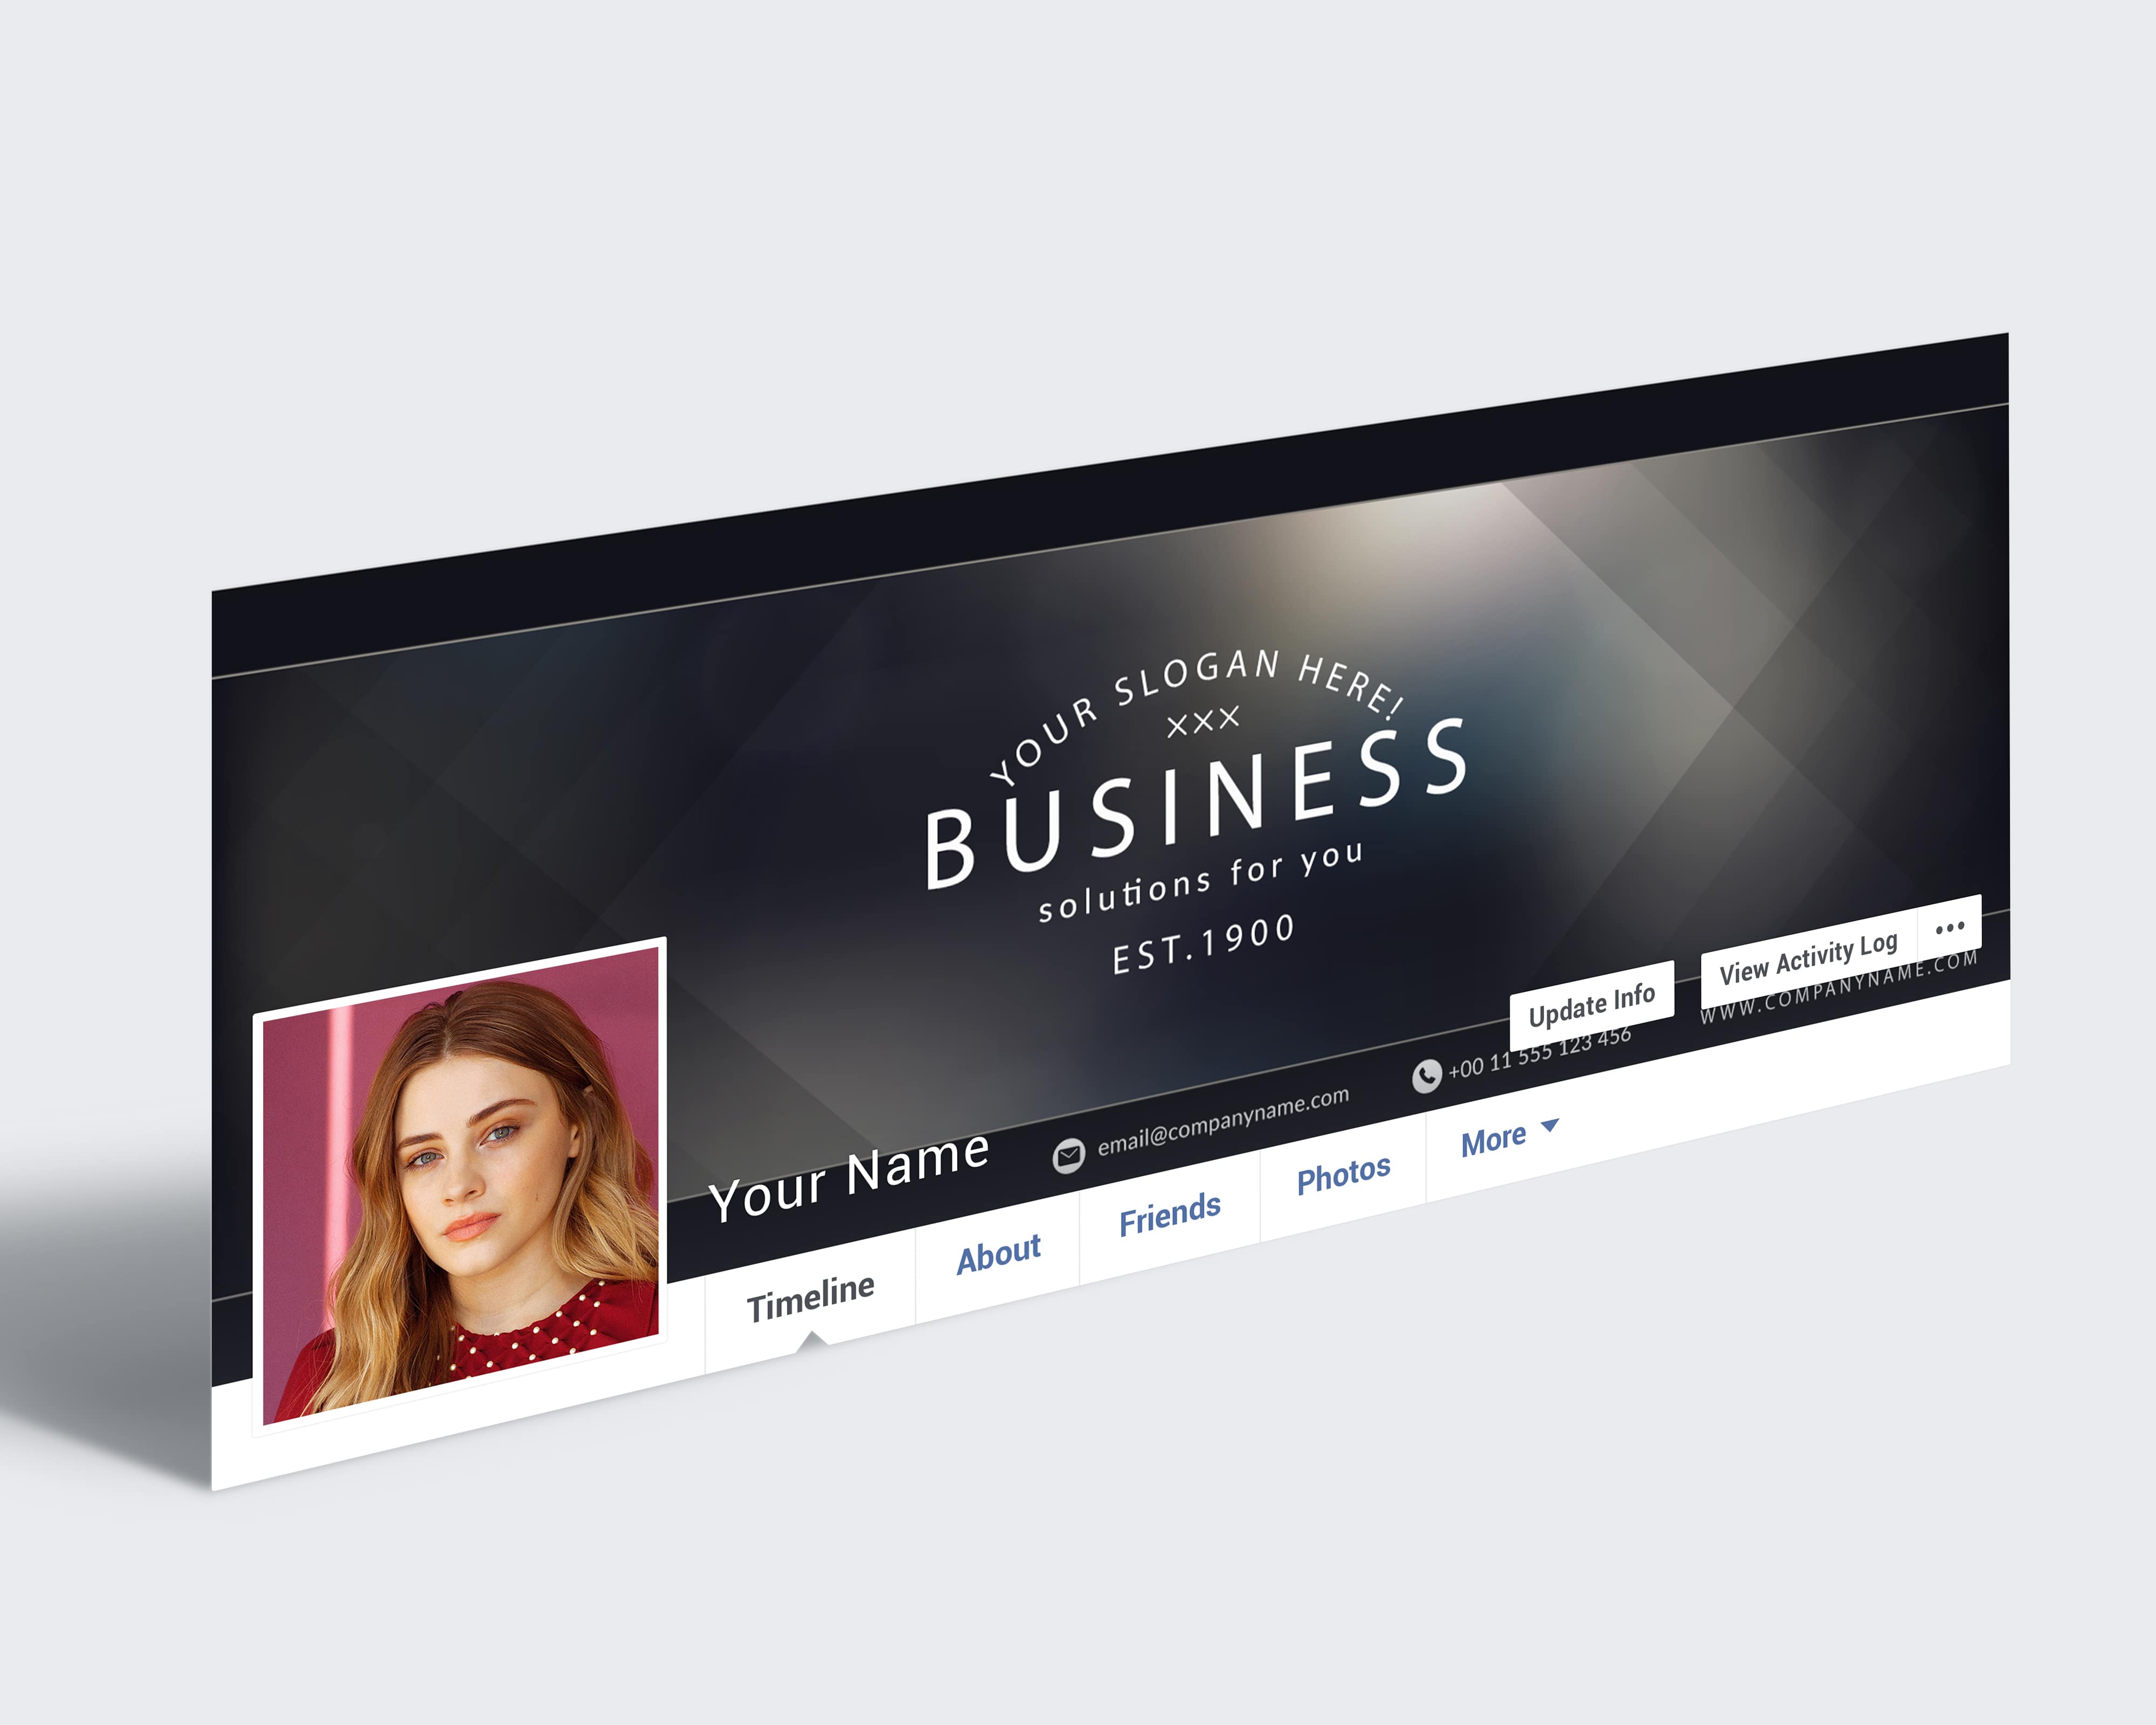 YOUR SLOGAN HERE!
×××
BUSINESS
solutions for you
EST.1900
Update Info
View Activity Log
•••
Your Name
email@companyname.com
+00 11 555 123 456
WWW.COMPANYNAME.COM
Timeline
About
Friends
Photos
More